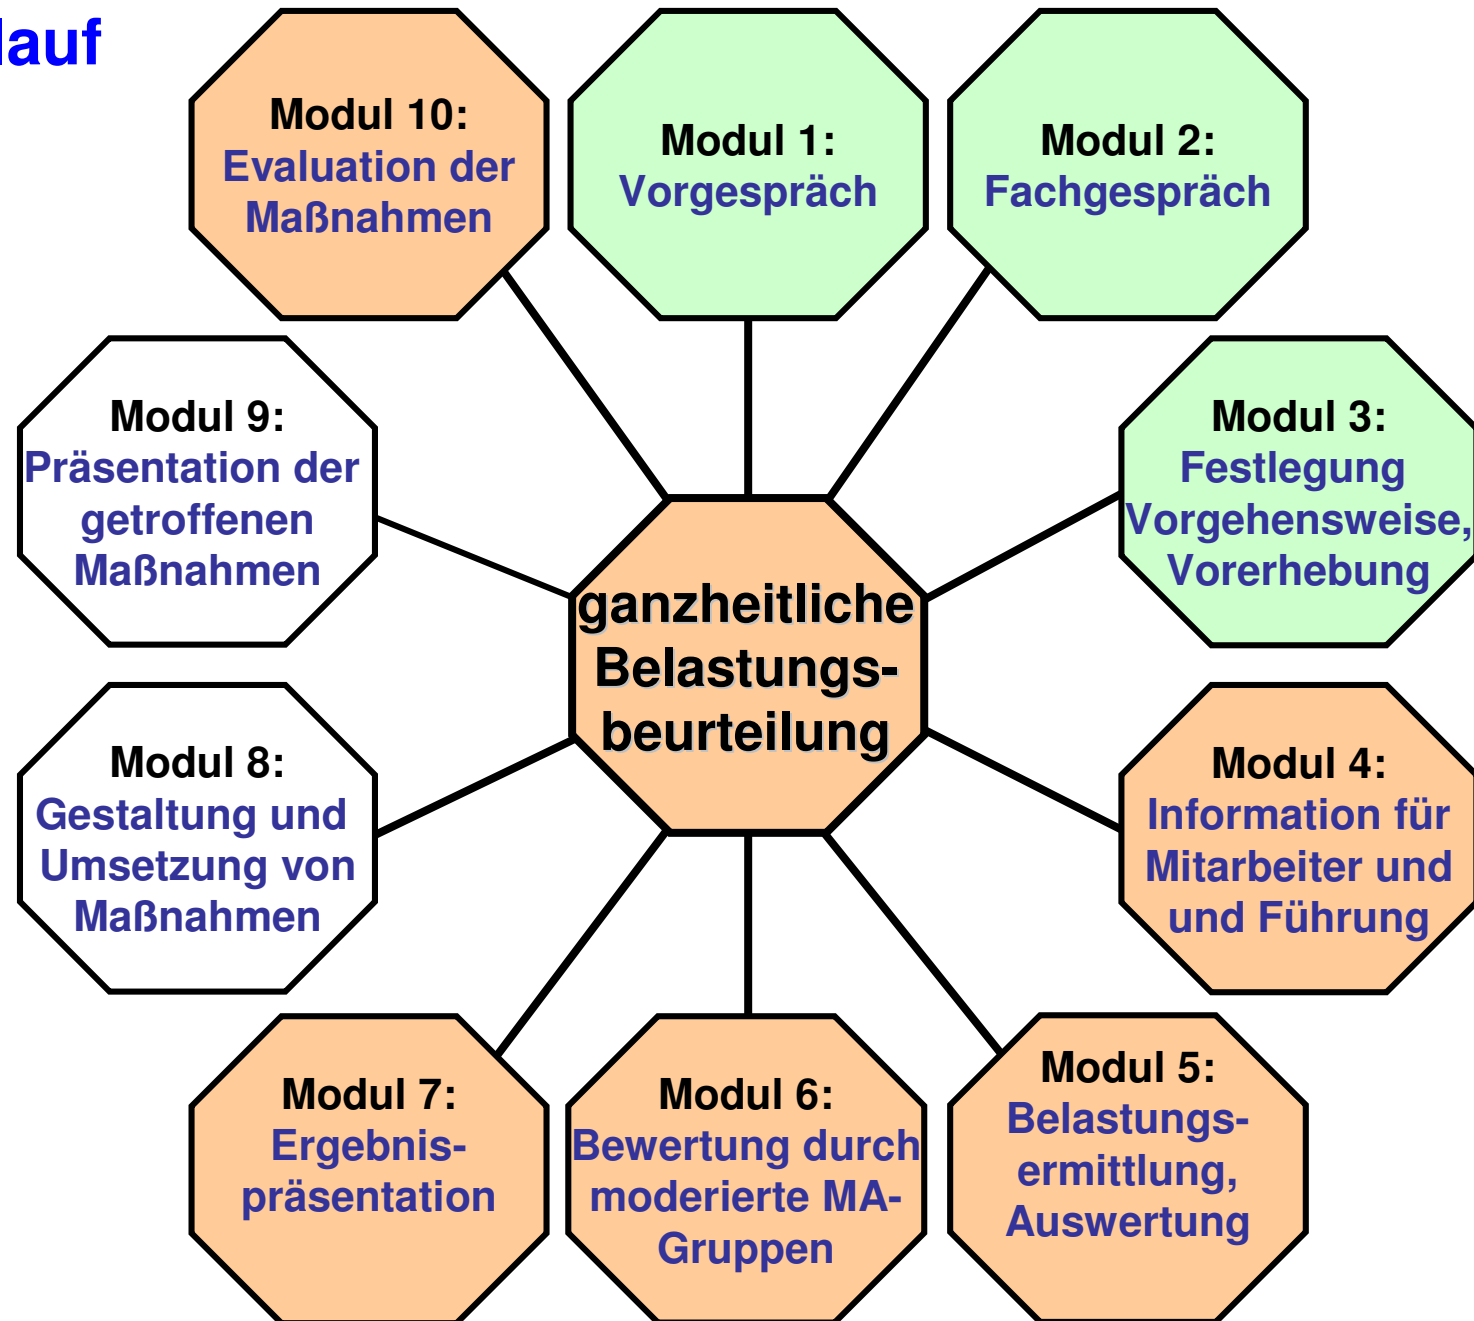 lauf
Modul 10:
Evaluation der
Maßnahmen
Modul 1:
Vorgespräch
Modul 2:
Fachgespräch
Modul 3:
Festlegung
Vorgehensweise,
Vorerhebung
Modul 4:
Information für
Mitarbeiter und
und Führung
Modul 5:
Belastungs-
ermittlung,
Auswertung
Modul 6:
Bewertung durch
moderierte MA-
Gruppen
Modul 7:
Ergebnis-
präsentation
Modul 8:
Gestaltung und
Umsetzung von
Maßnahmen
Modul 9:
Präsentation der
getroffenen
Maßnahmen
ganzheitliche
Belastungs-
beurteilung